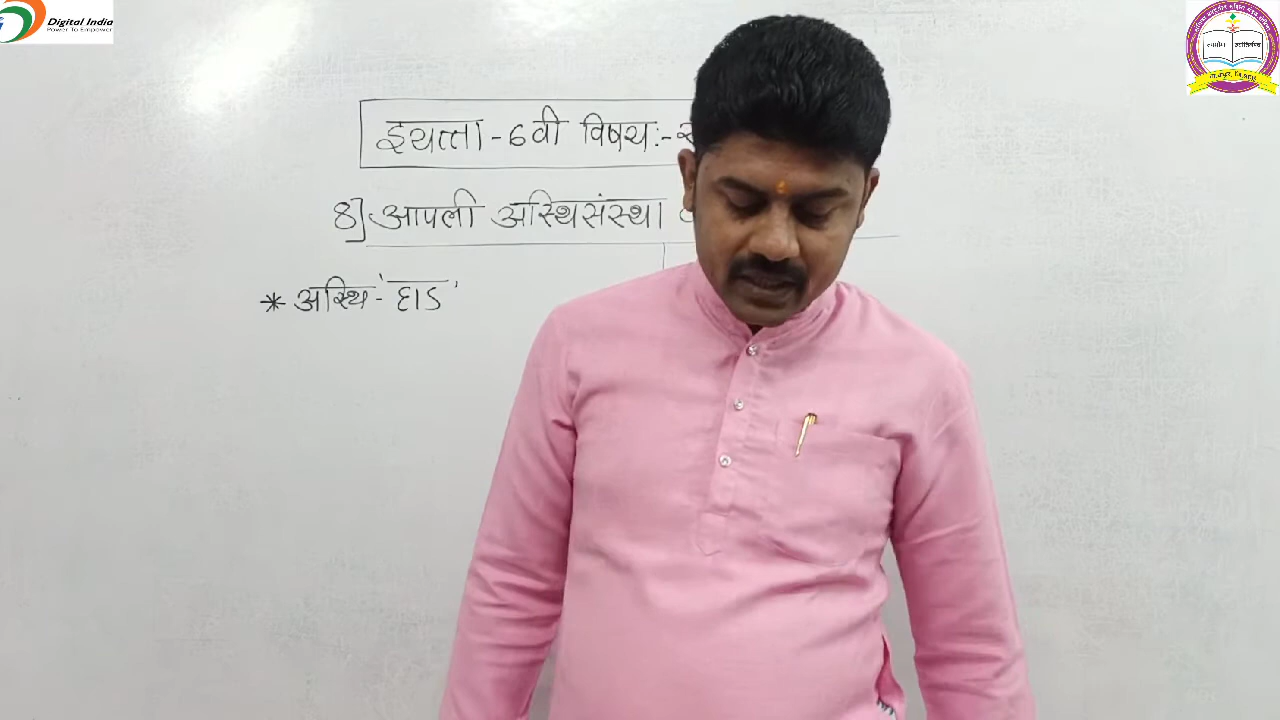 Digital India
Power To Empower
इयत्ता - 6वी विषय:-
8] आपली अस्थिसंस्था
* अस्थि - 'हाड'